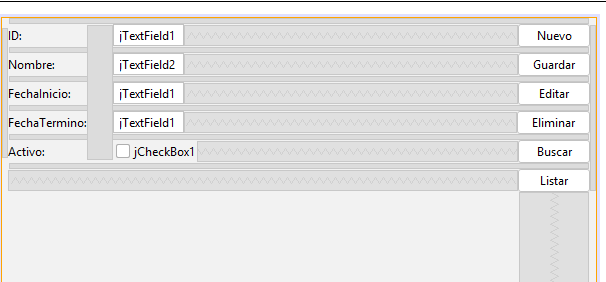 ID: jTextField1 Nuevo
Nombre: jTextField2 Guardar
FechaInicio: jTextField1 Editar
FechaTermino: jTextField1 Eliminar
Activo: jCheckBox1 Buscar
Listar